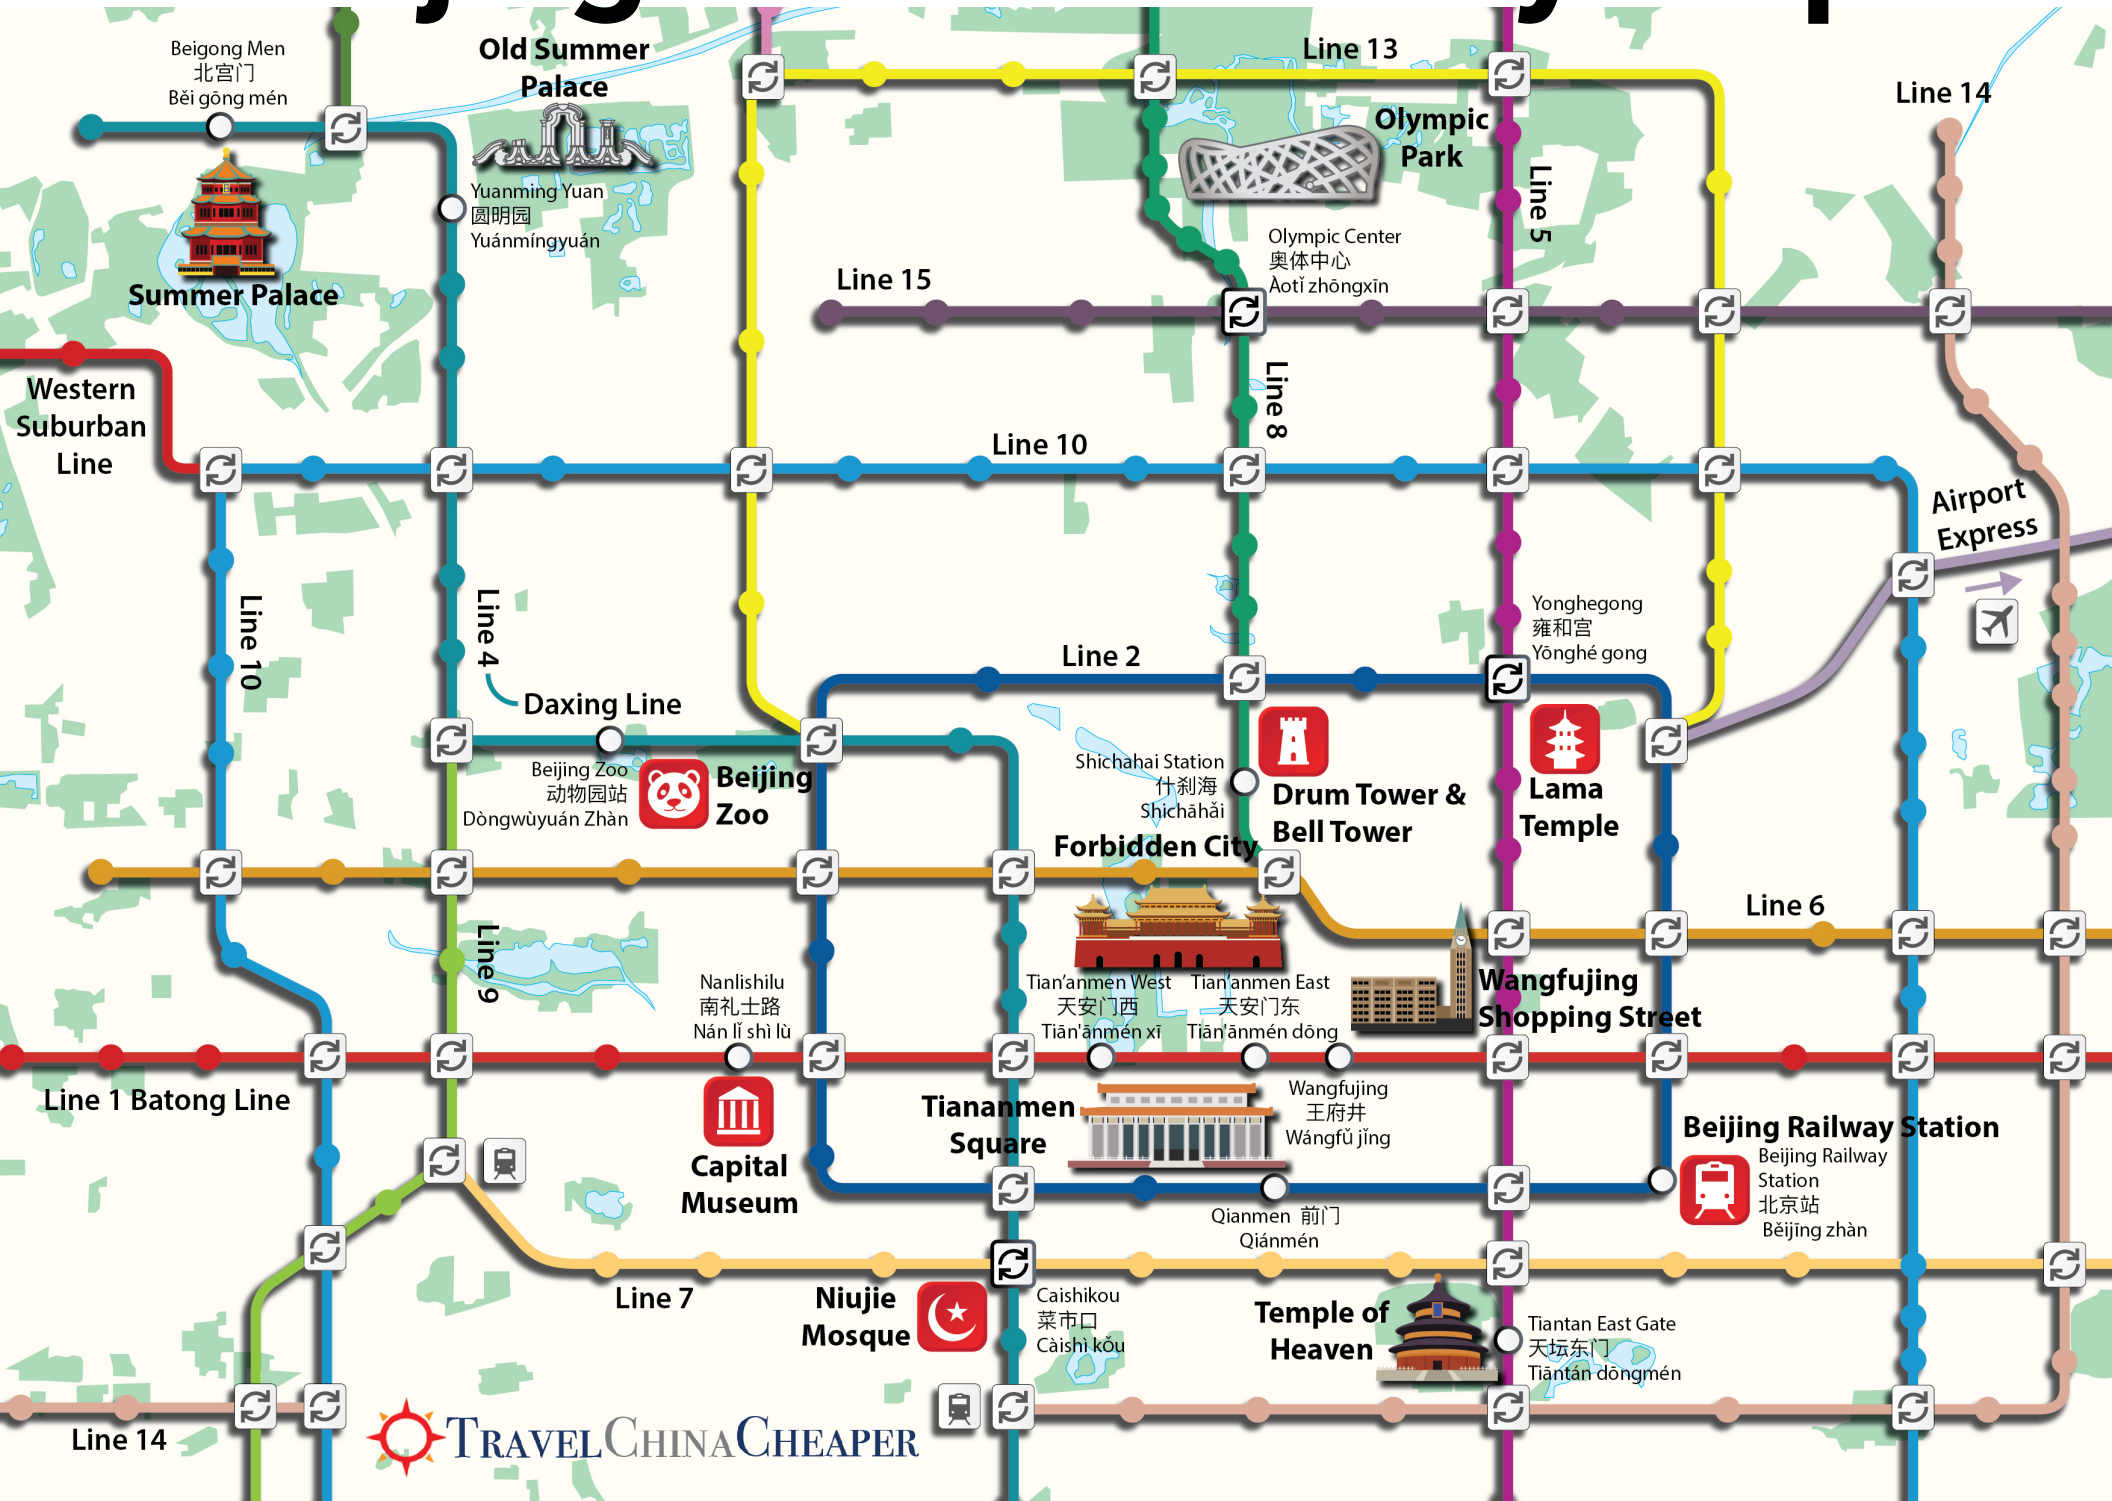 Beigong Men
北宫门
Běi gōng mén
Old Summer
Palace
Line 13
Line 14
Olympic
Park
Line 5
Yuanming Yuan
圆明园
Yuánmíngyuán
Olympic Center
奥体中心
Àotǐ zhōngxīn
Line 15
Summer Palace
Western
Suburban
Line
Line 8
Line 10
Airport
Express
Line 10
Line 4
Yonghegong
雍和宫
Yōnghé gong
Line 2
Daxing Line
Beijing Zoo
动物园站
Dòngwùyuán Zhàn
Beijing
Zoo
Shichahai Station
什刹海
Shichāhǎi
Drum Tower &
Bell Tower
Lama
Temple
Forbidden City
Line 6
Line 9
Nanlishilu
南礼士路
Nán lǐ shì lù
Tian'anmen West
天安门西
Tiān'ānmén xī
Tian'anmen East
天安门东
Tiān'ānmén dōng
Wangfujing
Shopping Street
Line 1 Batong Line
Capital
Museum
Tiananmen
Square
Wangfujing
王府井
Wángfǔ jǐng
Beijing Railway Station
Beijing Railway
Station
北京站
Běijīng zhàn
Qianmen 前门
Qiánmén
Line 7
Niujie
Mosque
Caishikou
菜市口
Càishì kǒu
Temple of
Heaven
Tiantan East Gate
天坛东门
Tiāntán dōngmén
Line 14
TRAVELCHINACHEAPER